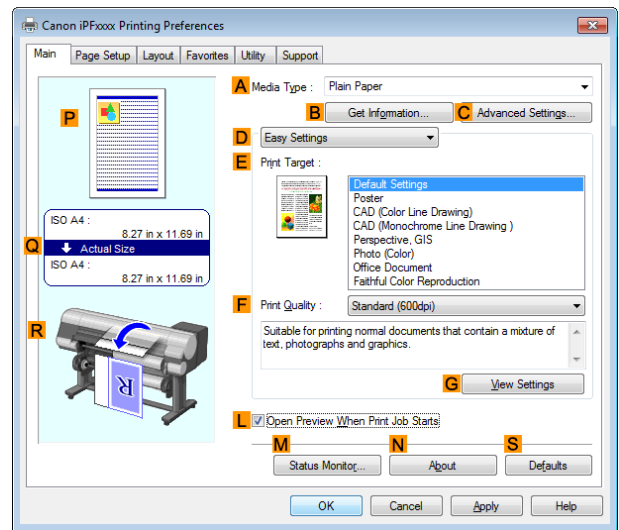 Canon iPFxxxx Printing Preferences
Main Page Setup Layout Favorites Utility Support
A Media Type : Plain Paper
B Get Information... C Advanced Settings...
P
D Easy Settings
E Print Target :
Default Settings
Poster
CAD (Color Line Drawing)
CAD (Monochrome Line Drawing )
Perspective, GIS
Photo (Color)
Office Document
Faithful Color Reproduction
ISO A4 :
8.27 in x 11.69 in
Q Actual Size
ISO A4 :
8.27 in x 11.69 in
F Print Quality : Standard (600dpi)
Suitable for printing normal documents that contain a mixture of
text, photographs and graphics.
R
R
G View Settings
L Open Preview When Print Job Starts
M N S
Status Monitor... About Defaults
OK Cancel Apply Help